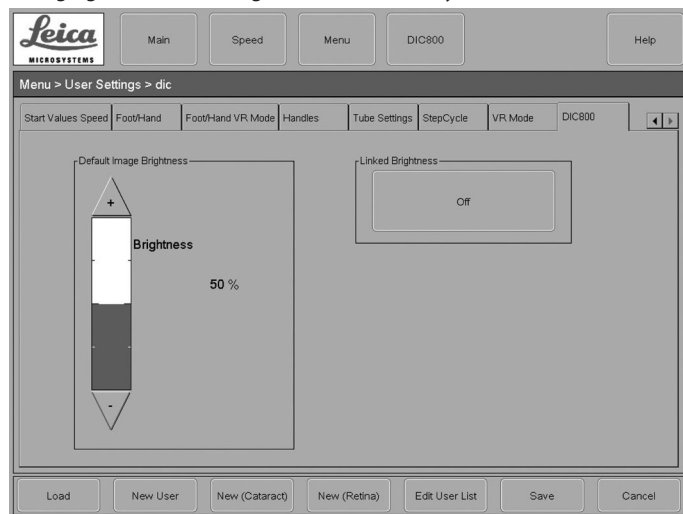 Leica
MICROSYSTEMS
Main
Speed
Menu
DIC800
Help
Menu > User Settings > dic
Start Values Speed
Foot/Hand
Foot/Hand VR Mode
Handles
Tube Settings
StepCycle
VR Mode
DIC800
Default Image Brightness
Linked Brightness
+
Off
Brightness
50 %
-
Load
New User
New (Cataract)
New (Retina)
Edit User List
Save
Cancel